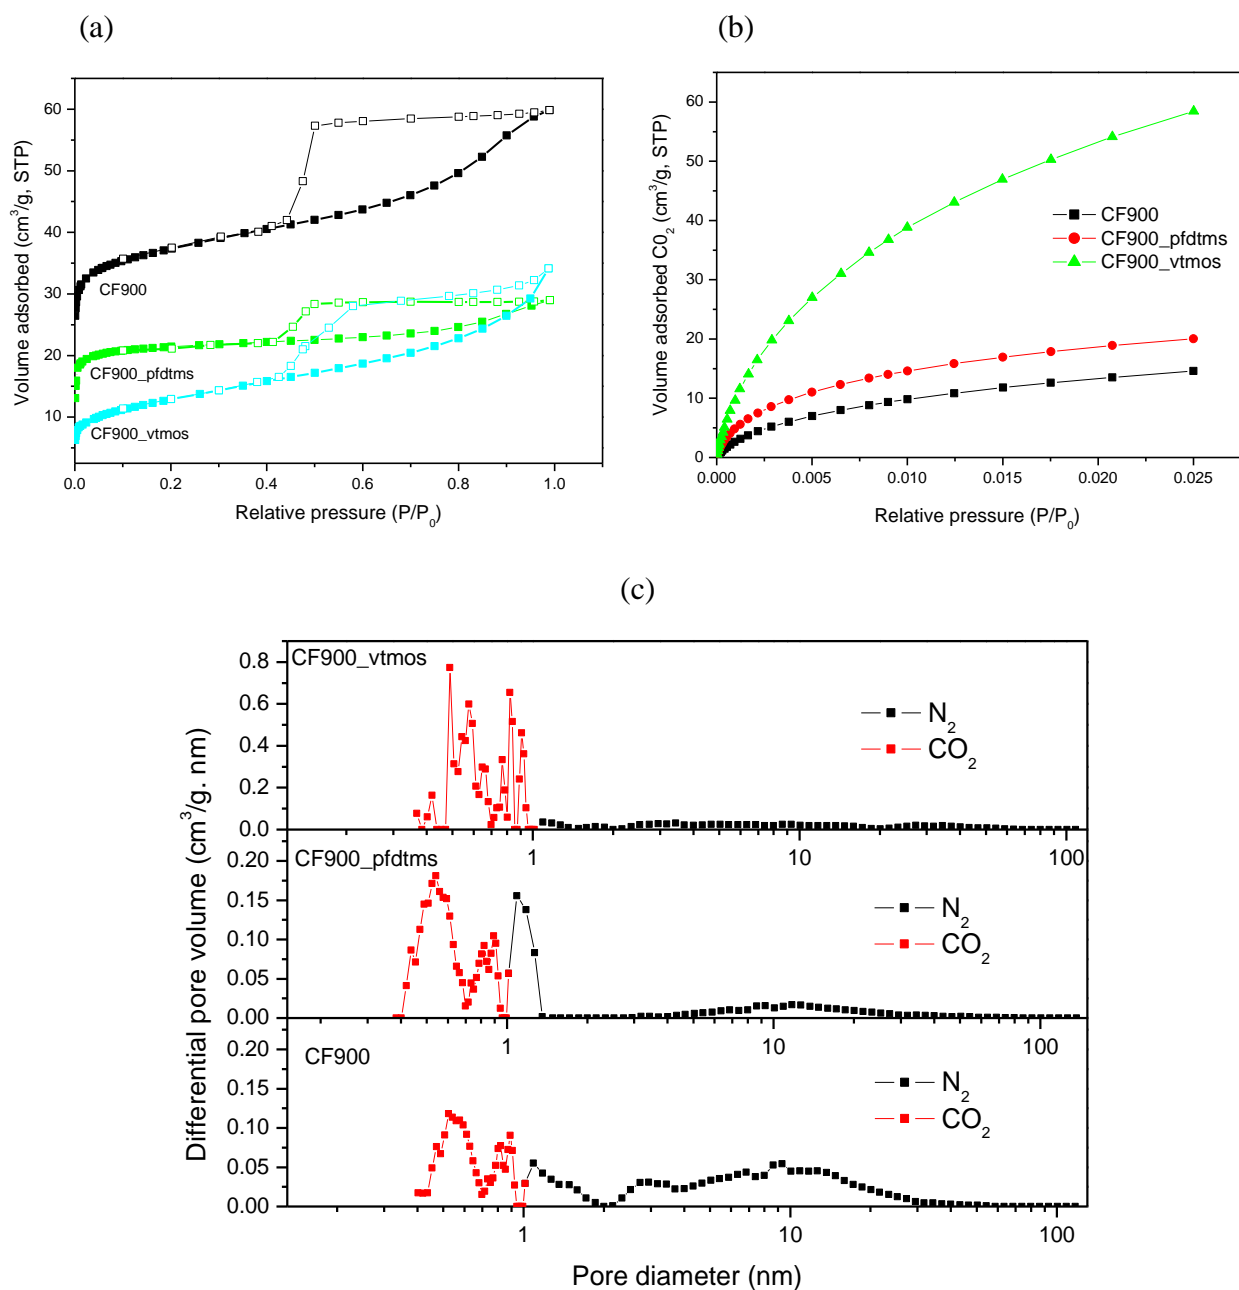 (a)
Volume adsorbed (cm³/g, STP)
60
50
40
30
20
10
CF900
CF900_pfdtms
CF900_vtmos
0.0 0.2 0.4 0.6 0.8 1.0
Relative pressure (P/P₀)
(b)
Volume adsorbed C0₂ (cm³/g, STP)
60
50
40
30
20
10
0
CF900
CF900_pfdtms
CF900_vtmos
0.000 0.005 0.010 0.015 0.020 0.025
Relative pressure (P/P₀)
(c)
Differential pore volume (cm³/g. nm)
CF900_vtmos
0.8
0.6
0.4
0.2
0.0
N₂
CO₂
1 10 100
CF900_pfdtms
0.20
0.15
0.10
0.05
0.00
N₂
CO₂
1 10 100
CF900
0.20
0.15
0.10
0.05
0.00
N₂
CO₂
1 10 100
Pore diameter (nm)